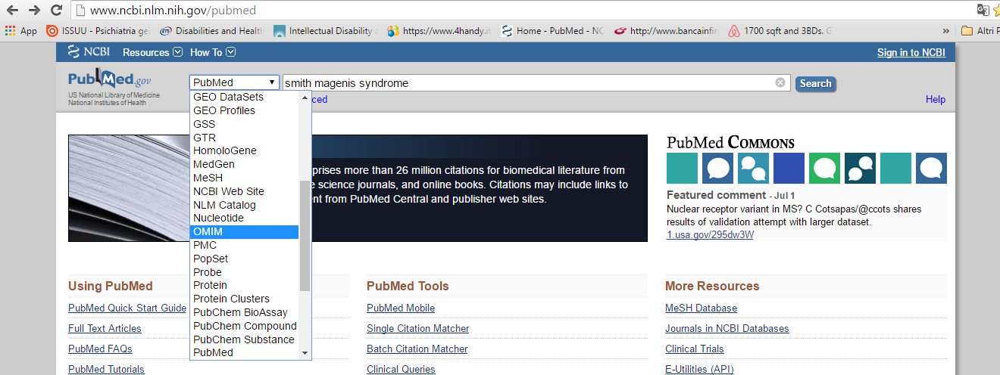 www.ncbi.nlm.nih.gov/pubmed
App ISSUU - Psichiatria ge Disabilities and Health Intellectual Disability a https://www.4handy.it Home - PubMed - NC http://www.bancainfin 1700 sqft and 3BDs. G » Altri P
NCBI Resources How To Sign in to NCBI
PubMed.gov
US National Library of Medicine
National Institutes of Health
PubMed smith magenis syndrome Search
ced Help
GEO DataSets
GEO Profiles
GSS
GTR
HomoloGene
MedGen
MeSH
NCBI Web Site
NLM Catalog
Nucleotide
OMIM
PMC
PopSet
Probe
Protein
Protein Clusters
PubChem BioAssay
PubChem Compound
PubChem Substance
PubMed
prises more than 26 million citations for biomedical literature from
e science journals, and online books. Citations may include links to
ent from PubMed Central and publisher web sites.
PubMed COMMONS
Featured comment - Jul 1
Nuclear receptor variant in MS? C Cotsapas/@ccots shares
results of validation attempt with larger dataset.
1.usa.gov/295dw3W
Using PubMed
PubMed Quick Start Guide
Full Text Articles
PubMed FAQs
PubMed Tutorials
PubMed Tools
PubMed Mobile
Single Citation Matcher
Batch Citation Matcher
Clinical Queries
More Resources
MeSH Database
Journals in NCBI Databases
Clinical Trials
E-Utilities (API)